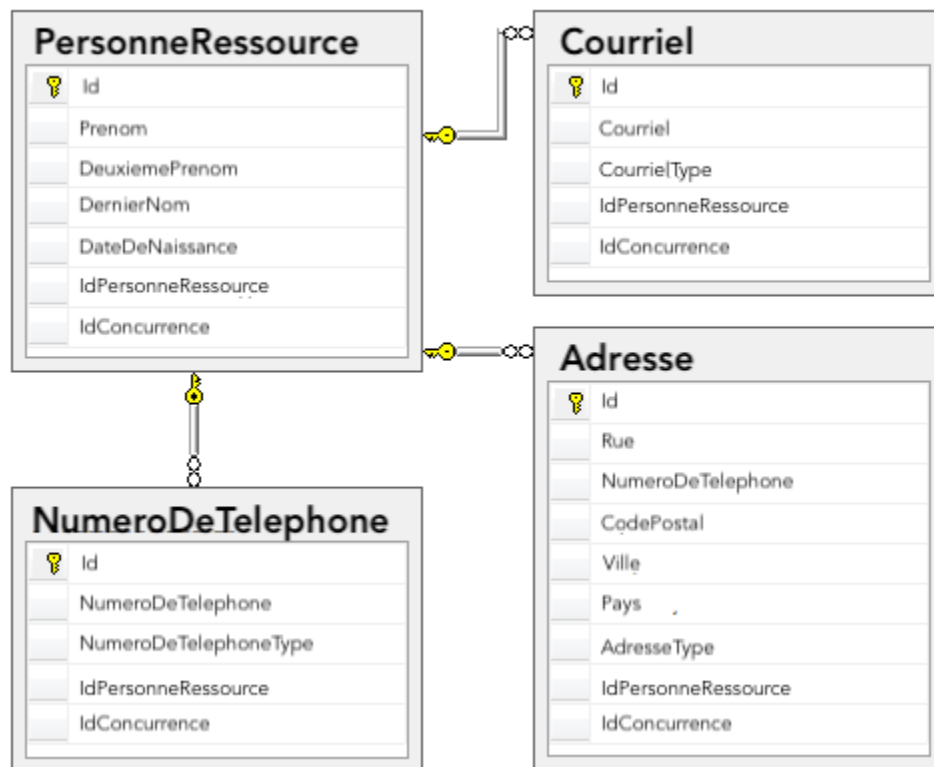 PersonneRessource
Id
Prenom
DeuxiemePrenom
DernierNom
DateDeNaissance
IdPersonneRessource
IdConcurrence
Courriel
Id
Courriel
CourrielType
IdPersonneRessource
IdConcurrence
NumeroDeTelephone
Id
NumeroDeTelephone
NumeroDeTelephoneType
IdPersonneRessource
IdConcurrence
Adresse
Id
Rue
NumeroDeTelephone
CodePostal
Ville
Pays
AdresseType
IdPersonneRessource
IdConcurrence